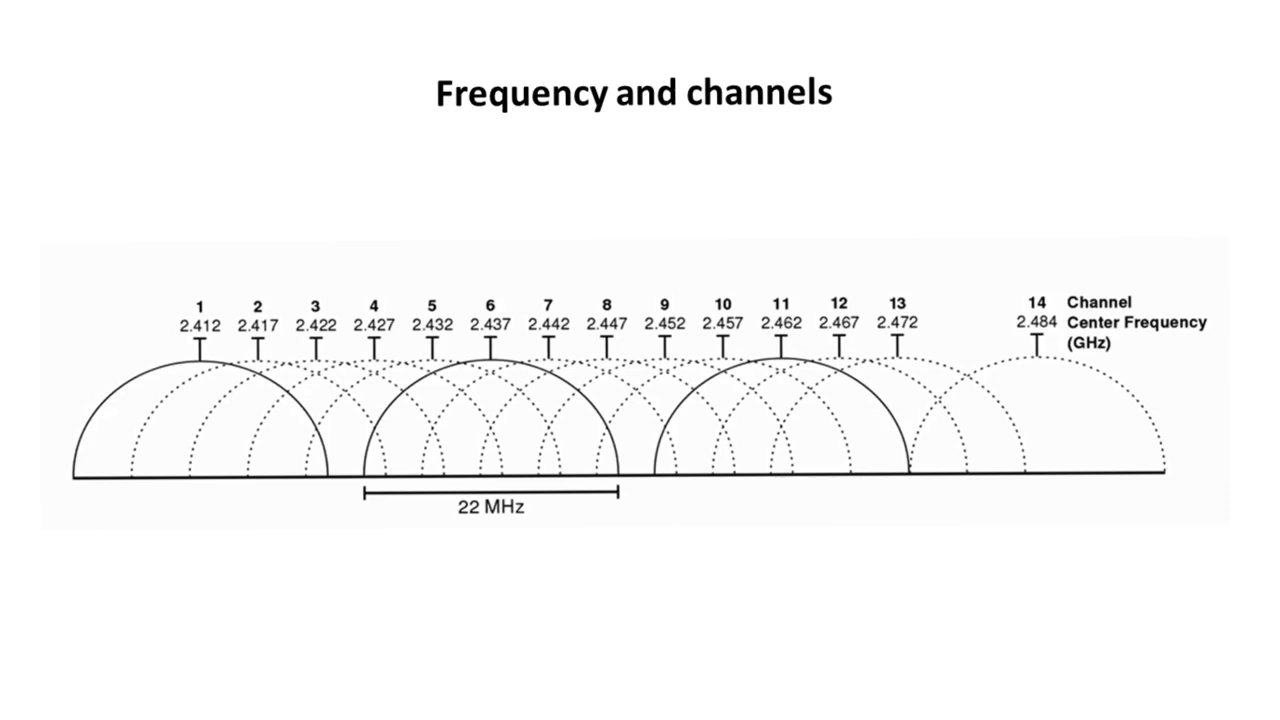 Frequency and channels
1 2 3 4 5 6 7 8 9 10 11 12 13 14 Channel
2.412 2.417 2.422 2.427 2.432 2.437 2.442 2.447 2.452 2.457 2.462 2.467 2.472 2.484 Center Frequency
(GHz)
22 MHz